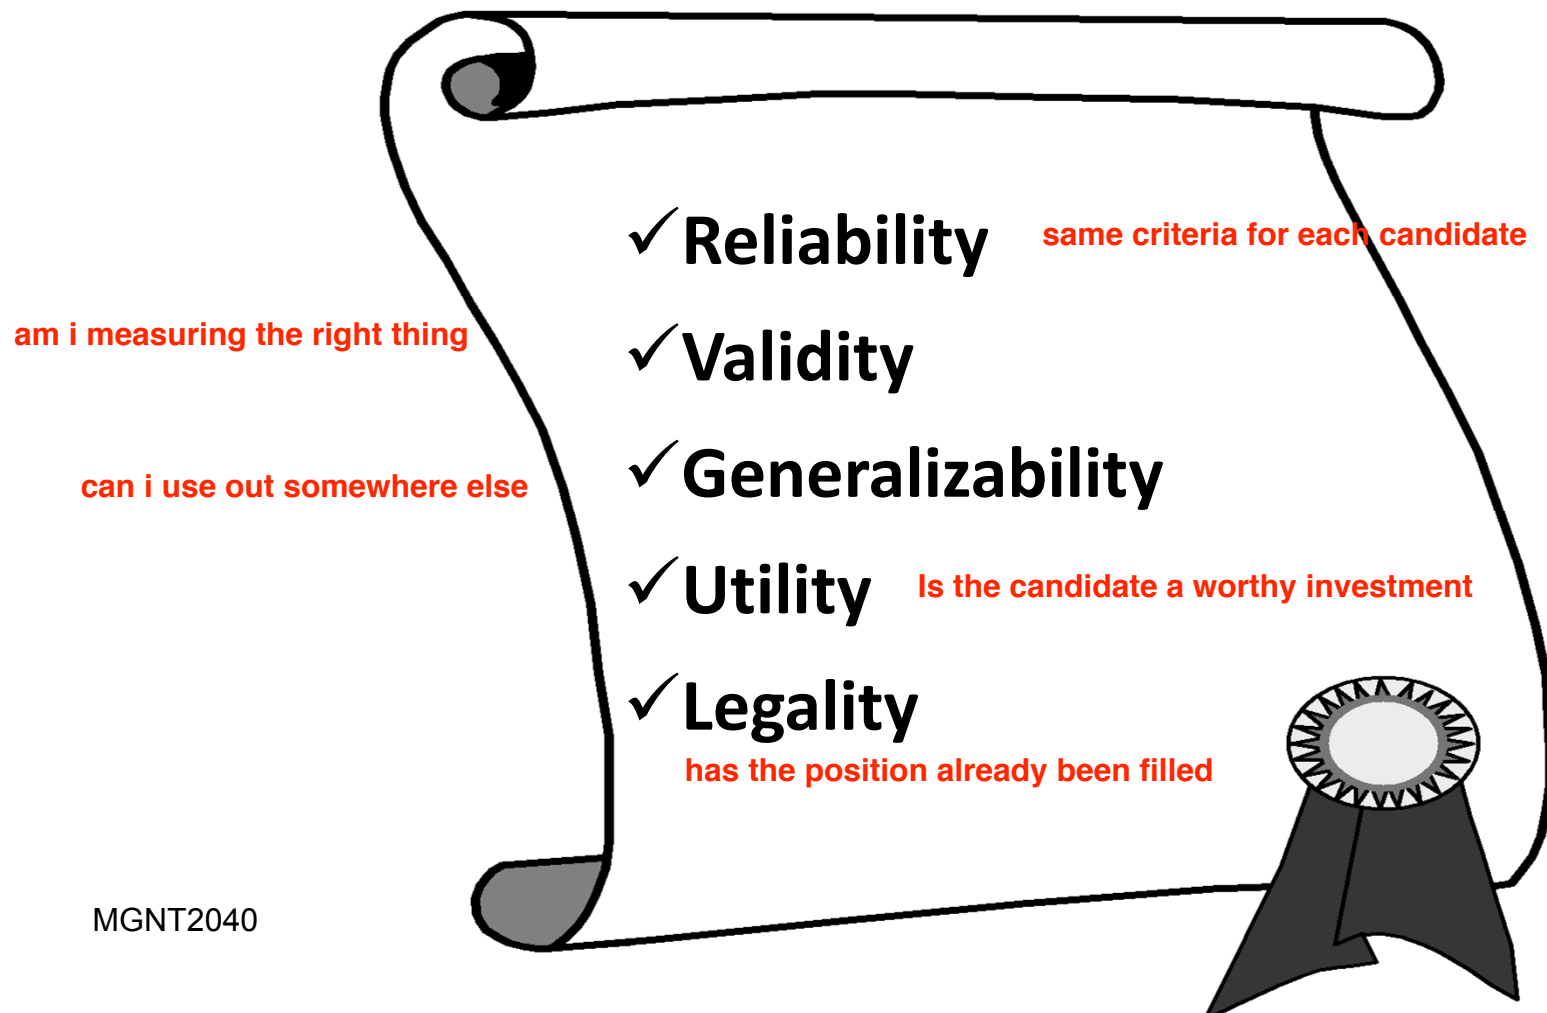 ✓Reliability same criteria for each candidate
am i measuring the right thing
✓Validity
✓Generalizability
can i use out somewhere else
✓Utility Is the candidate a worthy investment
✓Legality
has the position already been filled
MGNT2040